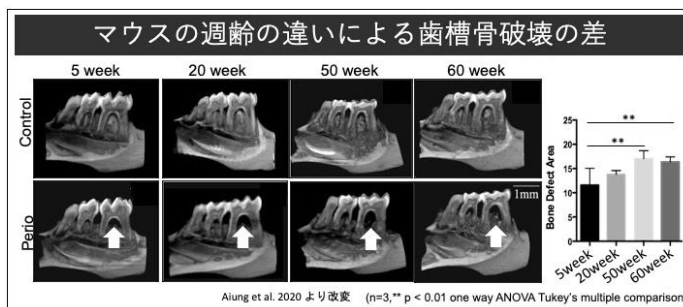 マウスの週齢の違いによる歯槽骨破壊の差
5 week
20 week
50 week
60 week
Control
Perio
1mm
**
**
Bone Defect Area
25
20
15
10
5
0
5week
20week
50week
60week
Aiung et al. 2020 より改変 (n=3,** p < 0.01 one way ANOVA Tukey's multiple comparison